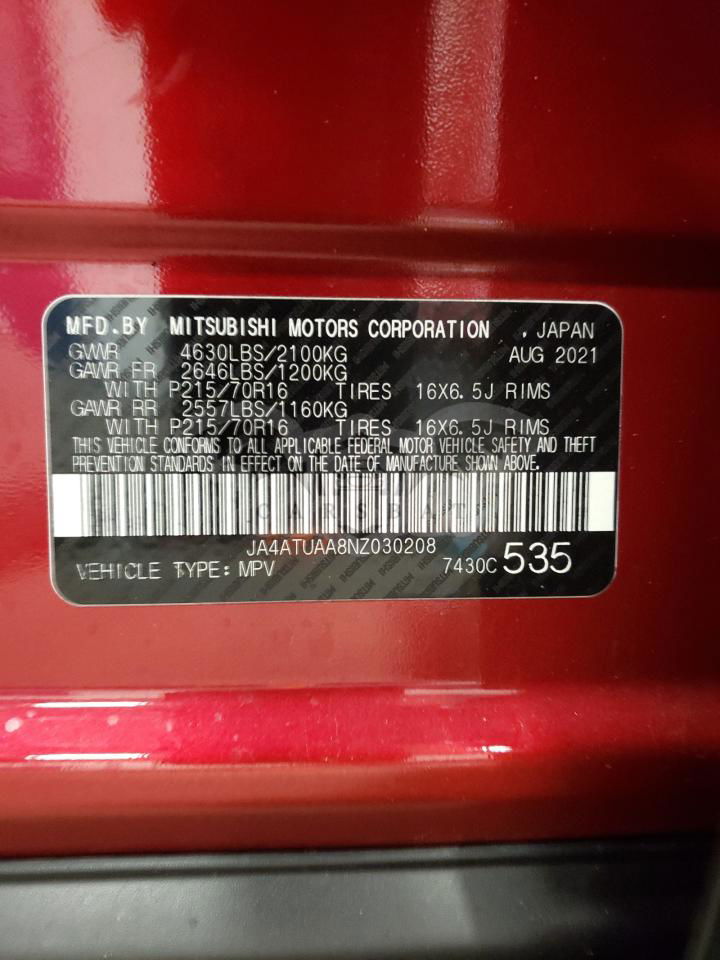 MFD.BY MITSUBISHI MOTORS CORPORATION , JAPAN
GVWR 4630LBS/2100KG AUG 2021
GAWR FR 2646LBS/1200KG
WITH P215/70R16 TIRES 16X6.5J RIMS
GAWR RR 2557LBS/1160KG
WITH P215/70R16 TIRES 16X6.5J RIMS
THIS VEHICLE CONFORMS TO ALL APPLICABLE FEDERAL MOTOR VEHICLE SAFETY AND THEFT
PREVENTION STANDARDS IN EFFECT ON THE DATE OF MANUFACTURE SHOWN ABOVE.
JA4ATUAA8NZ030208
VEHICLE TYPE: MPV 7430C 535